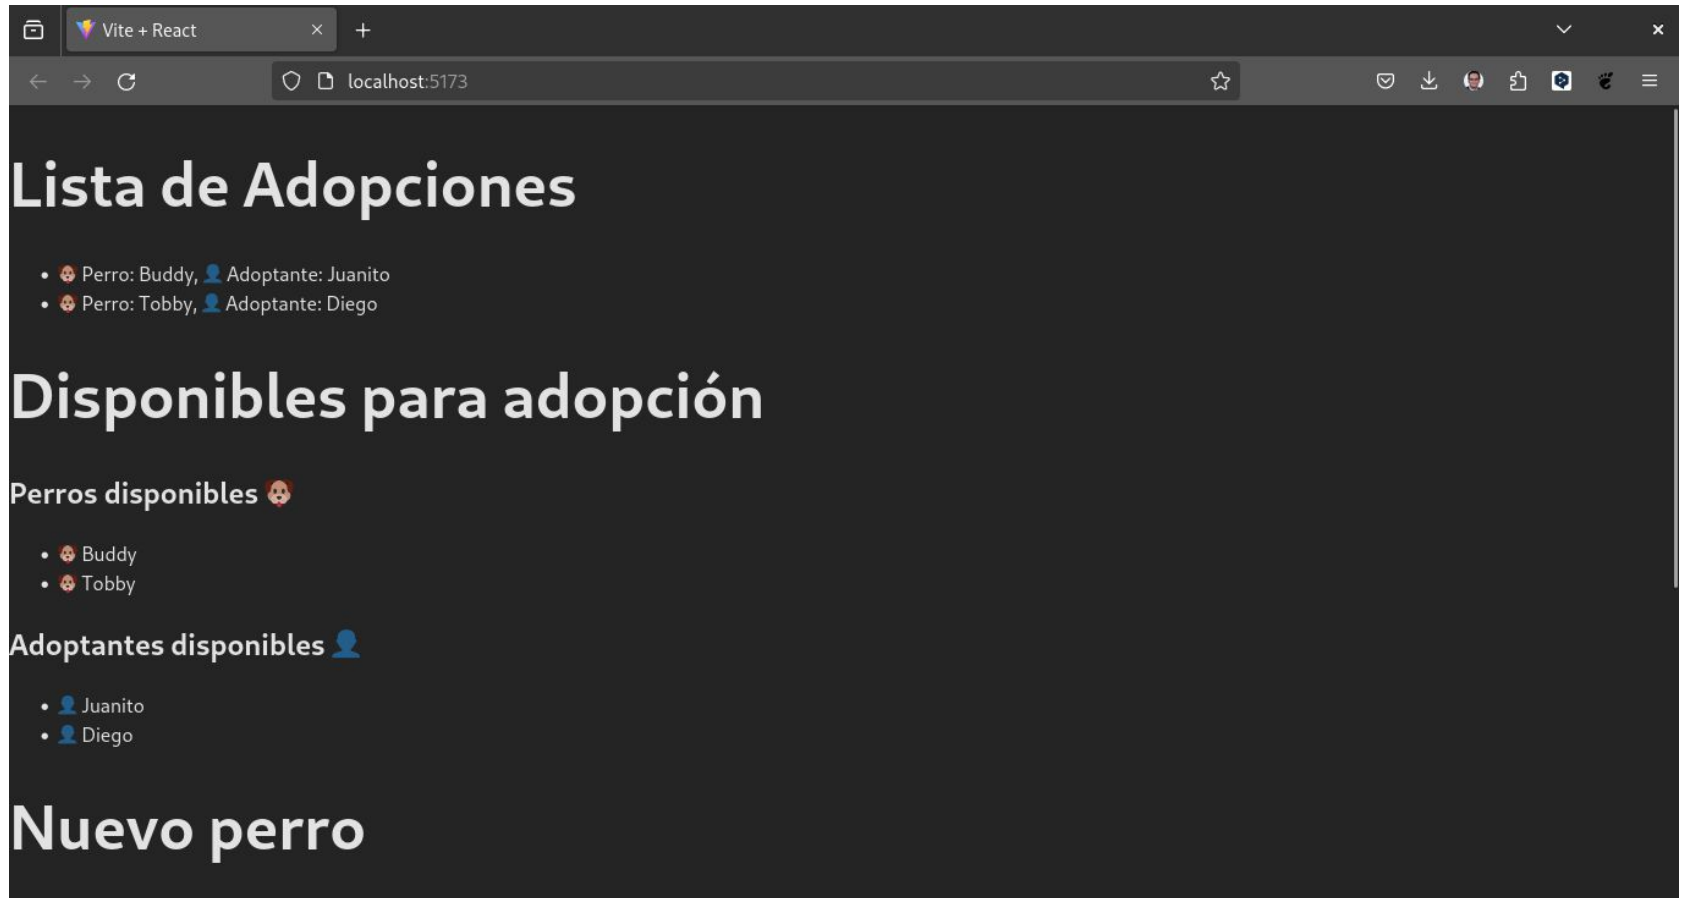 Vite + React
localhost:5173
Lista de Adopciones
• 🐶 Perro: Buddy, 👤 Adoptante: Juanito
• 🐶 Perro: Tobby, 👤 Adoptante: Diego
Disponibles para adopción
Perros disponibles 🐶
• 🐶 Buddy
• 🐶 Tobby
Adoptantes disponibles 👤
• 👤 Juanito
• 👤 Diego
Nuevo perro